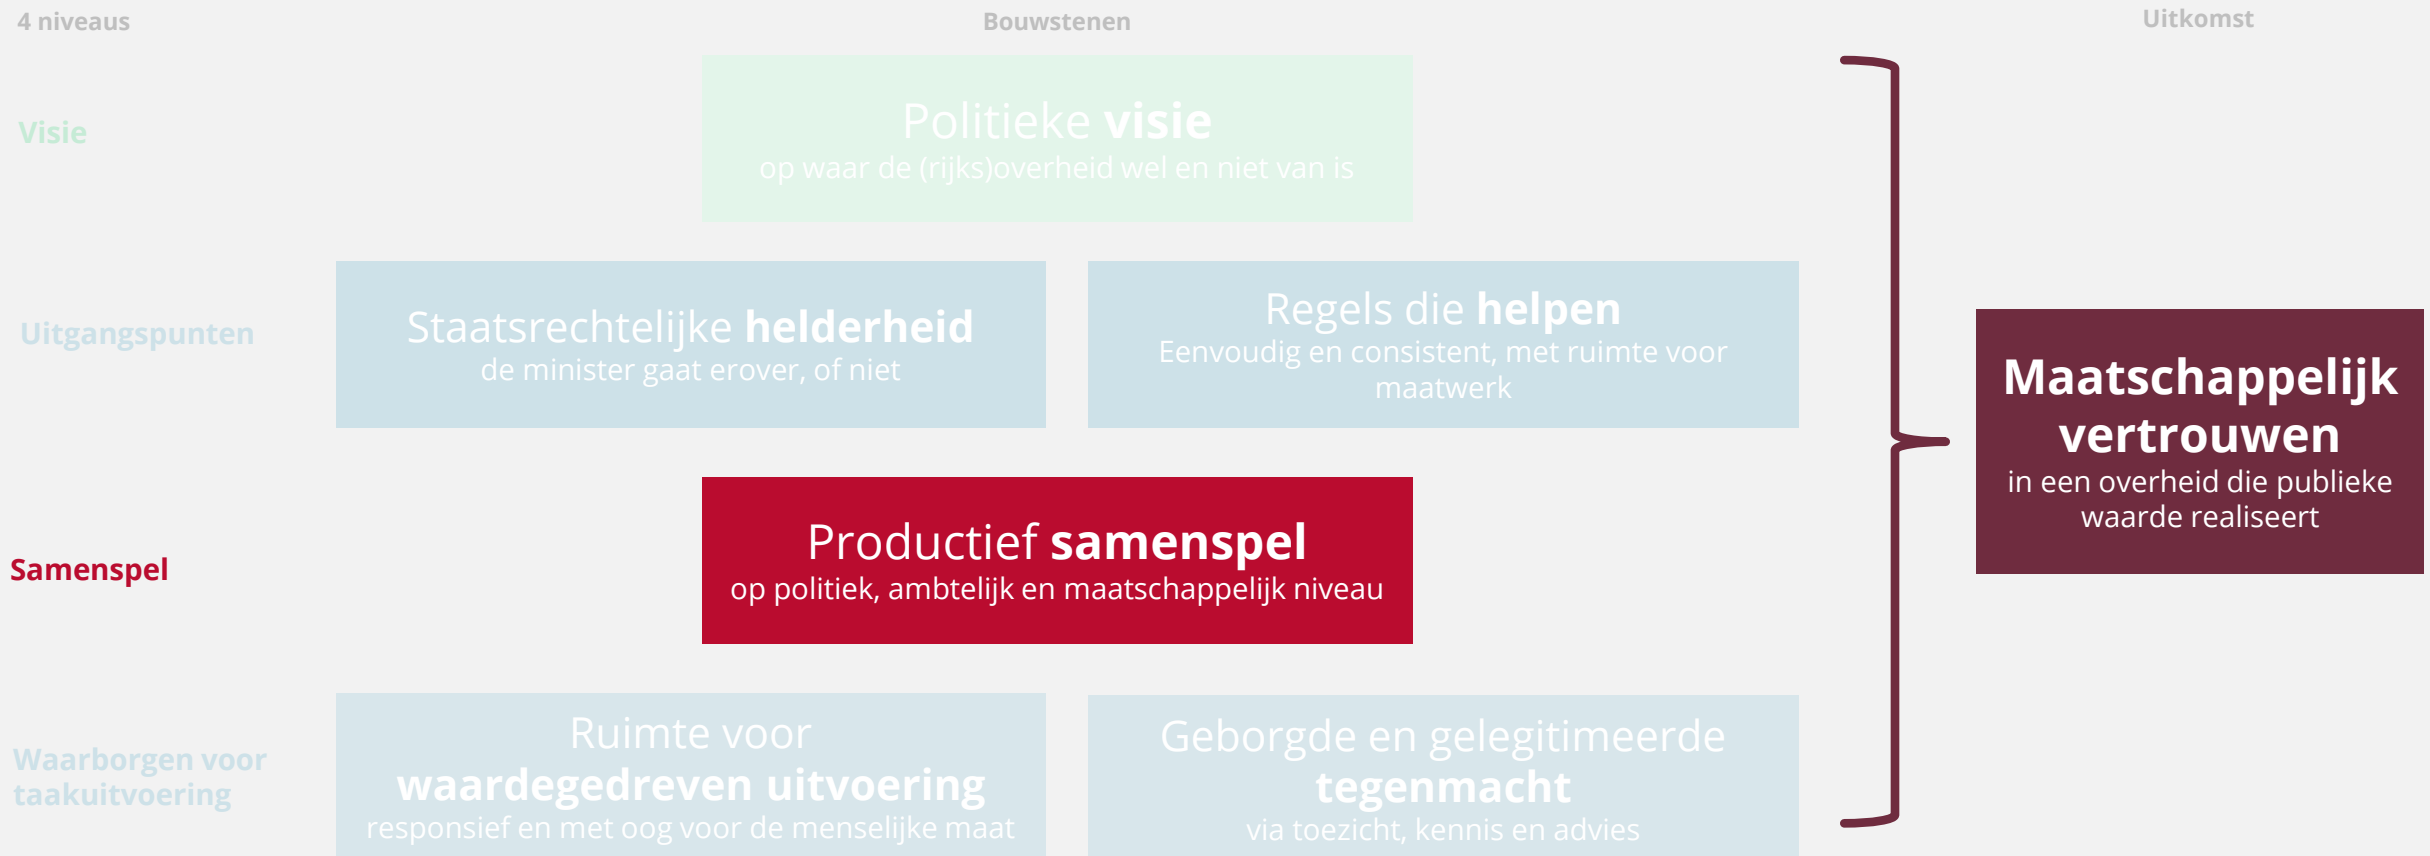 4 niveaus
Bouwstenen
Uitkomst
Visie
Politieke visie
op waar de (rijks)overheid wel en niet van is
Uitgangspunten
Staatsrechtelijke helderheid
de minister gaat erover, of niet
Regels die helpen
Eenvoudig en consistent, met ruimte voor
maatwerk
Maatschappelijk
vertrouwen
in een overheid die publieke
waarde realiseert
Samenspel
Productief samenspel
op politiek, ambtelijk en maatschappelijk niveau
Waarborgen voor
taakuitvoering
Ruimte voor
waardegedreven uitvoering
responsief en met oog voor de menselijke maat
Geborgde en gelegitimeerde
tegenmacht
via toezicht, kennis en advies